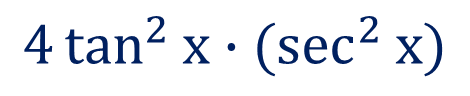 4 tan² x · (sec² x)